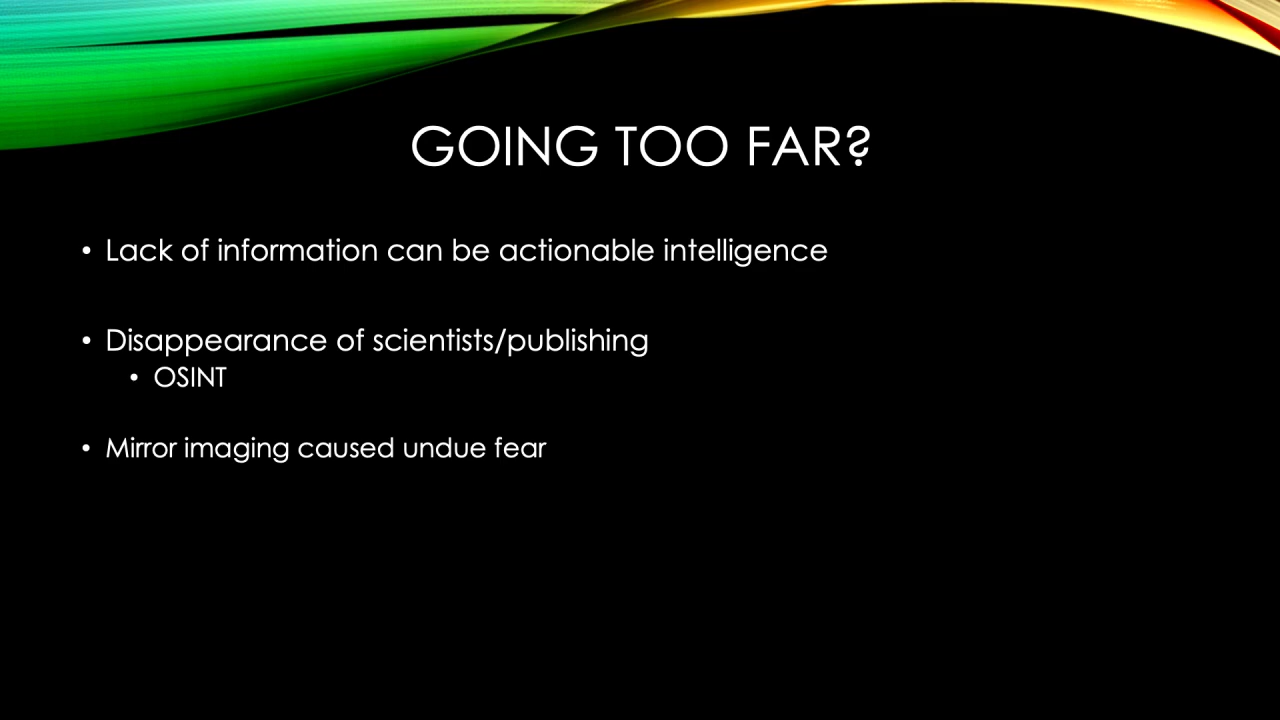 GOING TOO FAR?
• Lack of information can be actionable intelligence
• Disappearance of scientists/publishing
• OSINT
• Mirror imaging caused undue fear